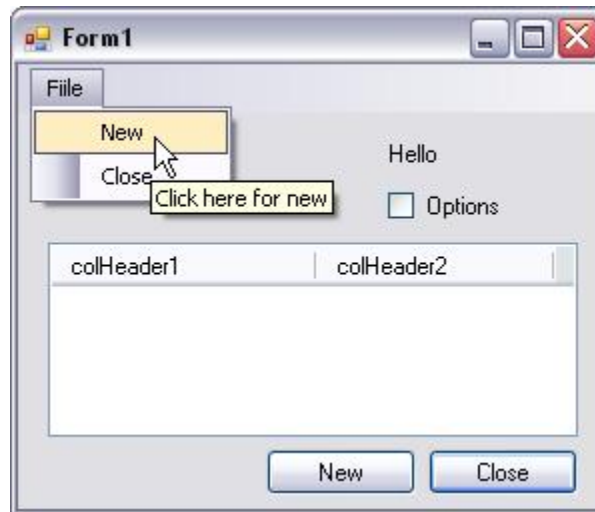 Form1
Fiile
New
Close
Click here for new
Hello
Options
colHeader1 colHeader2
New Close